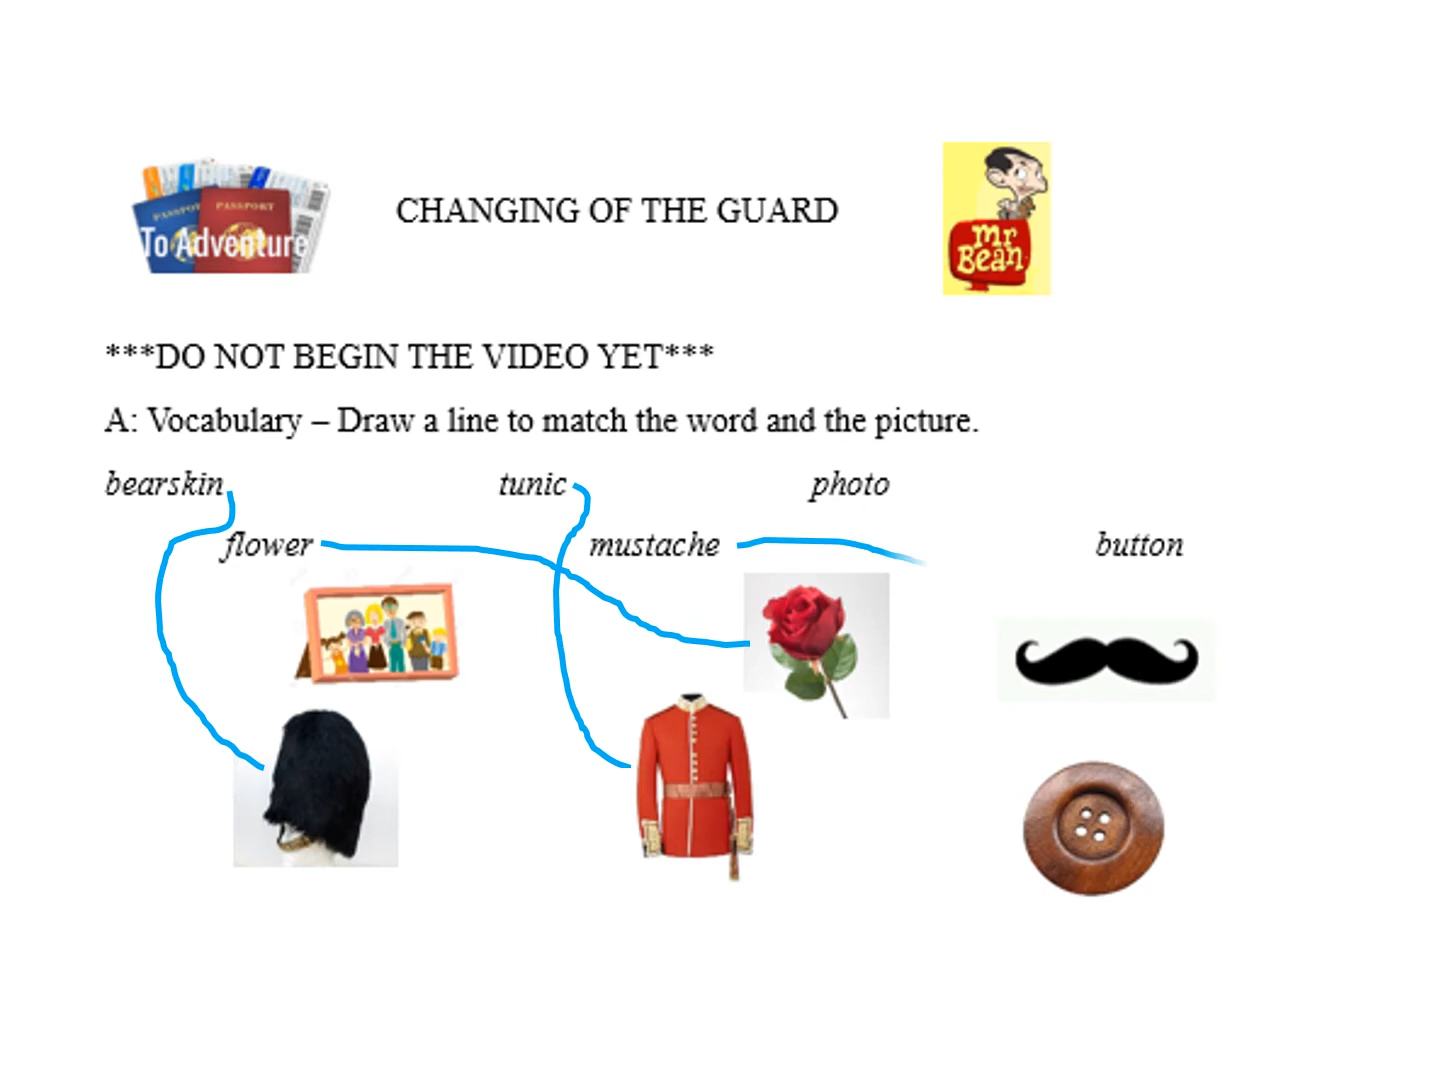 PASSPORT PASSPORT
To Adventure
CHANGING OF THE GUARD
Mr
Bean
***DO NOT BEGIN THE VIDEO YET***
A: Vocabulary – Draw a line to match the word and the picture.
bearskin tunic photo
flower mustache button